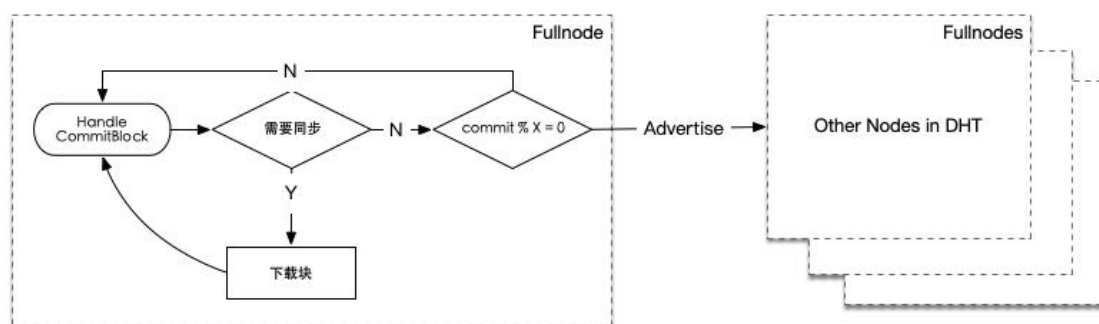 Fullnode
Fullnodes
N
Handle
CommitBlock
需要同步
N
commit % X = 0
Advertise
Other Nodes in DHT
Y
下载块